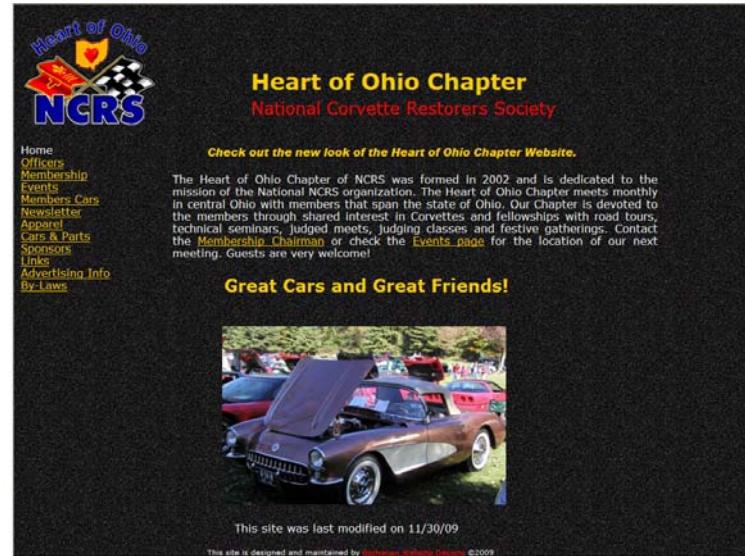 Heart of Ohio
NCRS
Heart of Ohio Chapter
National Corvette Restorers Society
Home
Officers
Membership
Events
Members Cars
Newsletter
Apparel
Cars & Parts
Sponsors
Links
Advertising Info
By-Laws
Check out the new look of the Heart of Ohio Chapter Website.
The Heart of Ohio Chapter of NCRS was formed in 2002 and is dedicated to the
mission of the National NCRS organization. The Heart of Ohio Chapter meets monthly
in central Ohio with members that span the state of Ohio. Our Chapter is devoted to
the members through shared interest in Corvettes and fellowships with road tours,
technical seminars, judged meets, judging classes and festive gatherings. Contact
the Membership Chairman or check the Events page for the location of our next
meeting. Guests are very welcome!
Great Cars and Great Friends!
This site was last modified on 11/30/09
This site is designed and maintained by Website Designs ©2009